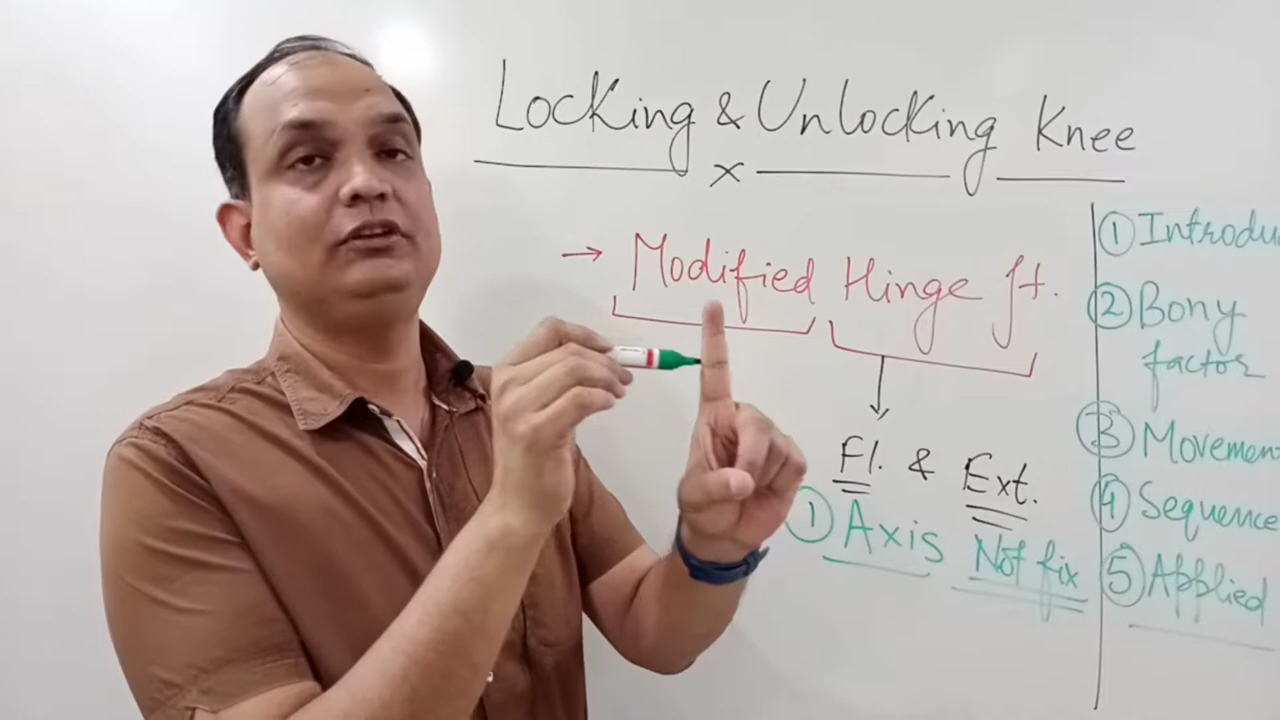 Locking & Unlocking Knee
x
→ Modified Hinge Jt.
Fl. & Ext.
① Axis Not fix
① Introdu
② Bony
factor
③ Movemen
④ Sequence
⑤ Applied